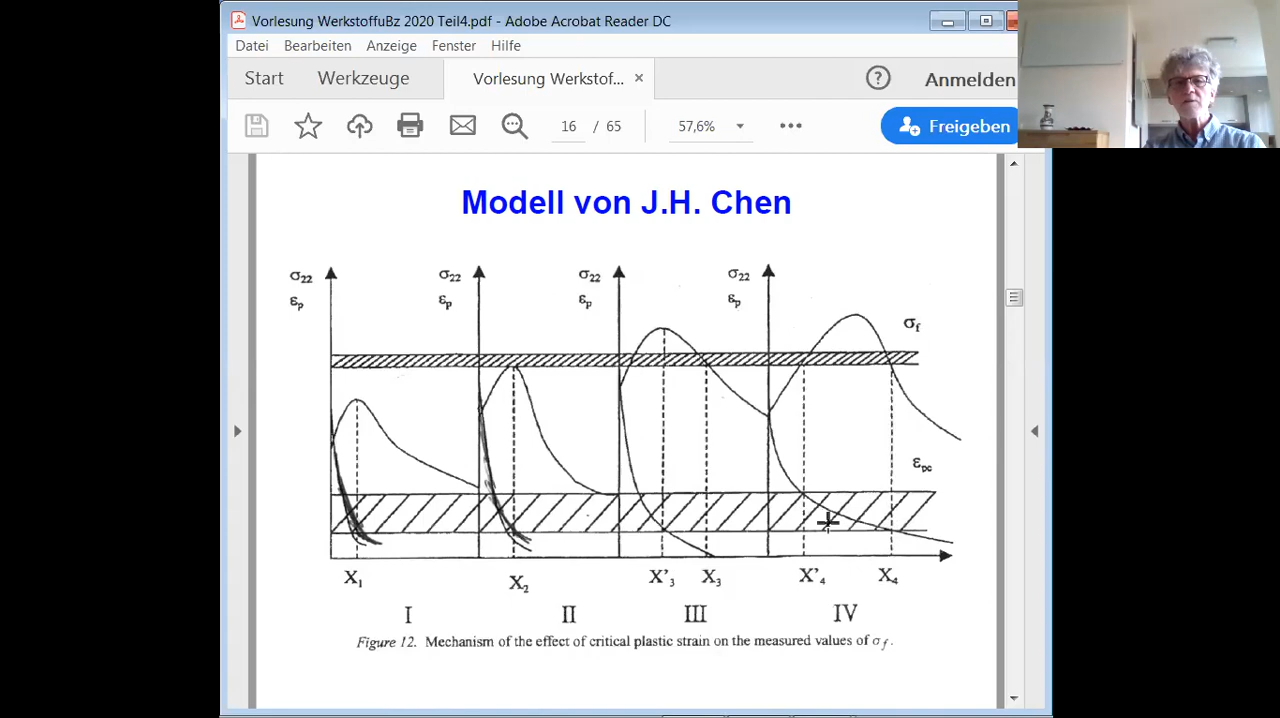 Vorlesung WerkstoffuBz 2020 Teil4.pdf - Adobe Acrobat Reader DC
Datei Bearbeiten Anzeige Fenster Hilfe
Start Werkzeuge Vorlesung Werkstof... × ? Anmelden
16 / 65 57,6% Freigeben
Modell von J.H. Chen
σ22 σ22 σ22 σ22
εp εp εp εp
σf
εpc
X1 X2 X'3 X3 X'4 X4
I II III IV
Figure 12. Mechanism of the effect of critical plastic strain on the measured values of σf.